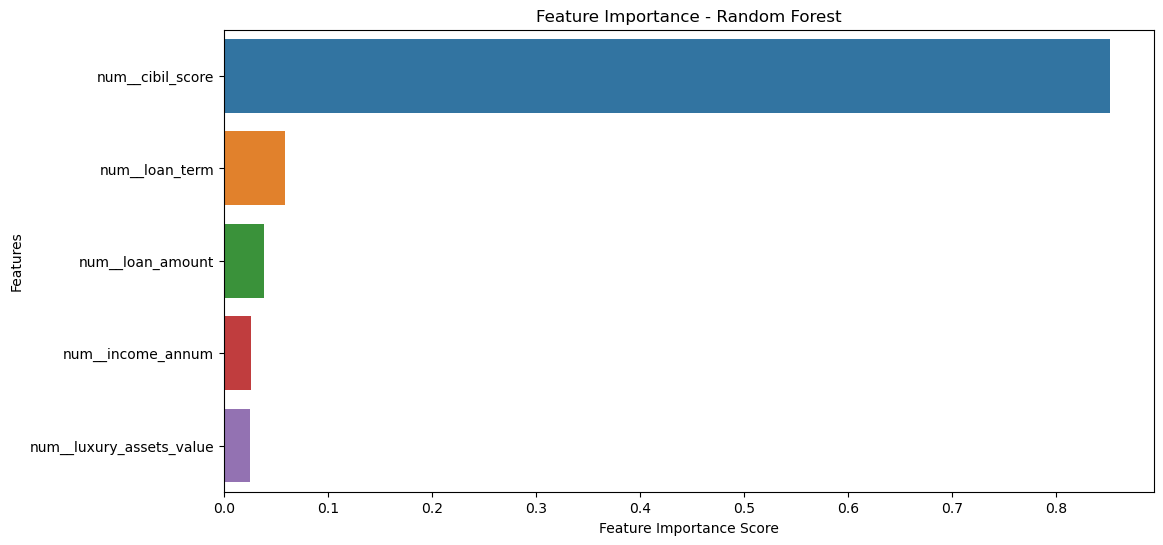 Feature Importance - Random Forest
num__cibil_score
num__loan_term
num__loan_amount
num__income_annum
num__luxury_assets_value
Features
0.0 0.1 0.2 0.3 0.4 0.5 0.6 0.7 0.8
Feature Importance Score